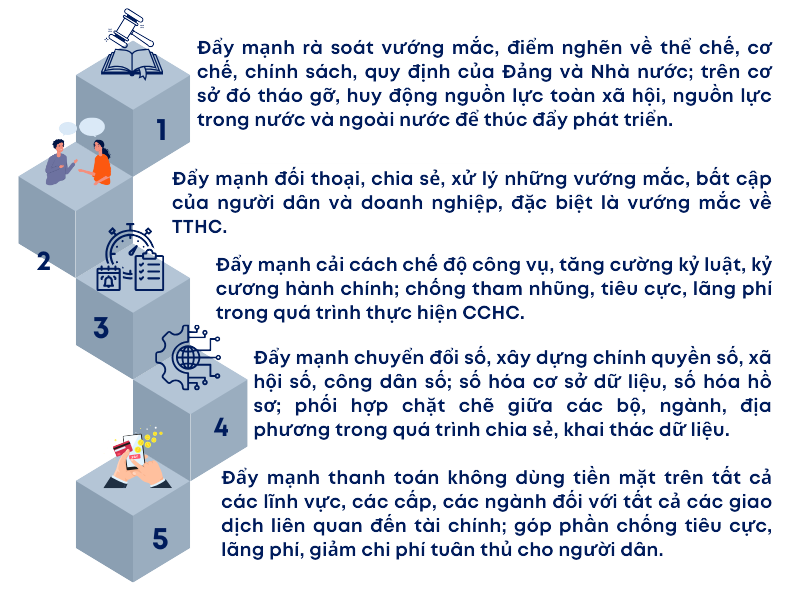 Đẩy mạnh rà soát vướng mắc, điểm nghẽn về thể chế, cơ
chế, chính sách, quy định của Đảng và Nhà nước; trên cơ
sở đó tháo gỡ, huy động nguồn lực toàn xã hội, nguồn lực
trong nước và ngoài nước để thúc đẩy phát triển.
1
Đẩy mạnh đối thoại, chia sẻ, xử lý những vướng mắc, bất cập
của người dân và doanh nghiệp, đặc biệt là vướng mắc về
TTHC.
2
Đẩy mạnh cải cách chế độ công vụ, tăng cường kỷ luật, kỷ
cương hành chính; chống tham nhũng, tiêu cực, lãng phí
trong quá trình thực hiện CCHC.
3
Đẩy mạnh chuyển đổi số, xây dựng chính quyền số, xã
hội số, công dân số; số hóa cơ sở dữ liệu, số hóa hồ
sơ; phối hợp chặt chẽ giữa các bộ, ngành, địa
phương trong quá trình chia sẻ, khai thác dữ liệu.
4
Đẩy mạnh thanh toán không dùng tiền mặt trên tất cả
các lĩnh vực, các cấp, các ngành đối với tất cả các giao
dịch liên quan đến tài chính; góp phần chống tiêu cực,
lãng phí, giảm chi phí tuân thủ cho người dân.
5